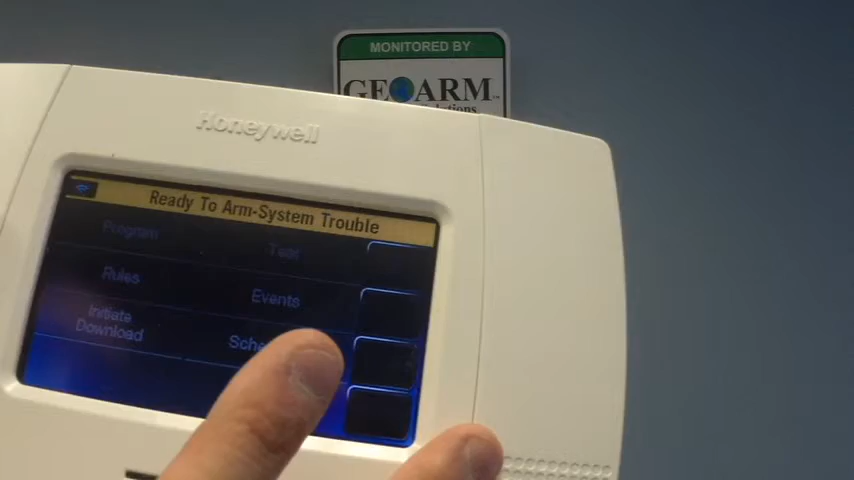 MONITORED BY
GEOARM
Honeywell
Ready To Arm-System Trouble
Program
Test
Rules
Events
Initiate
Download